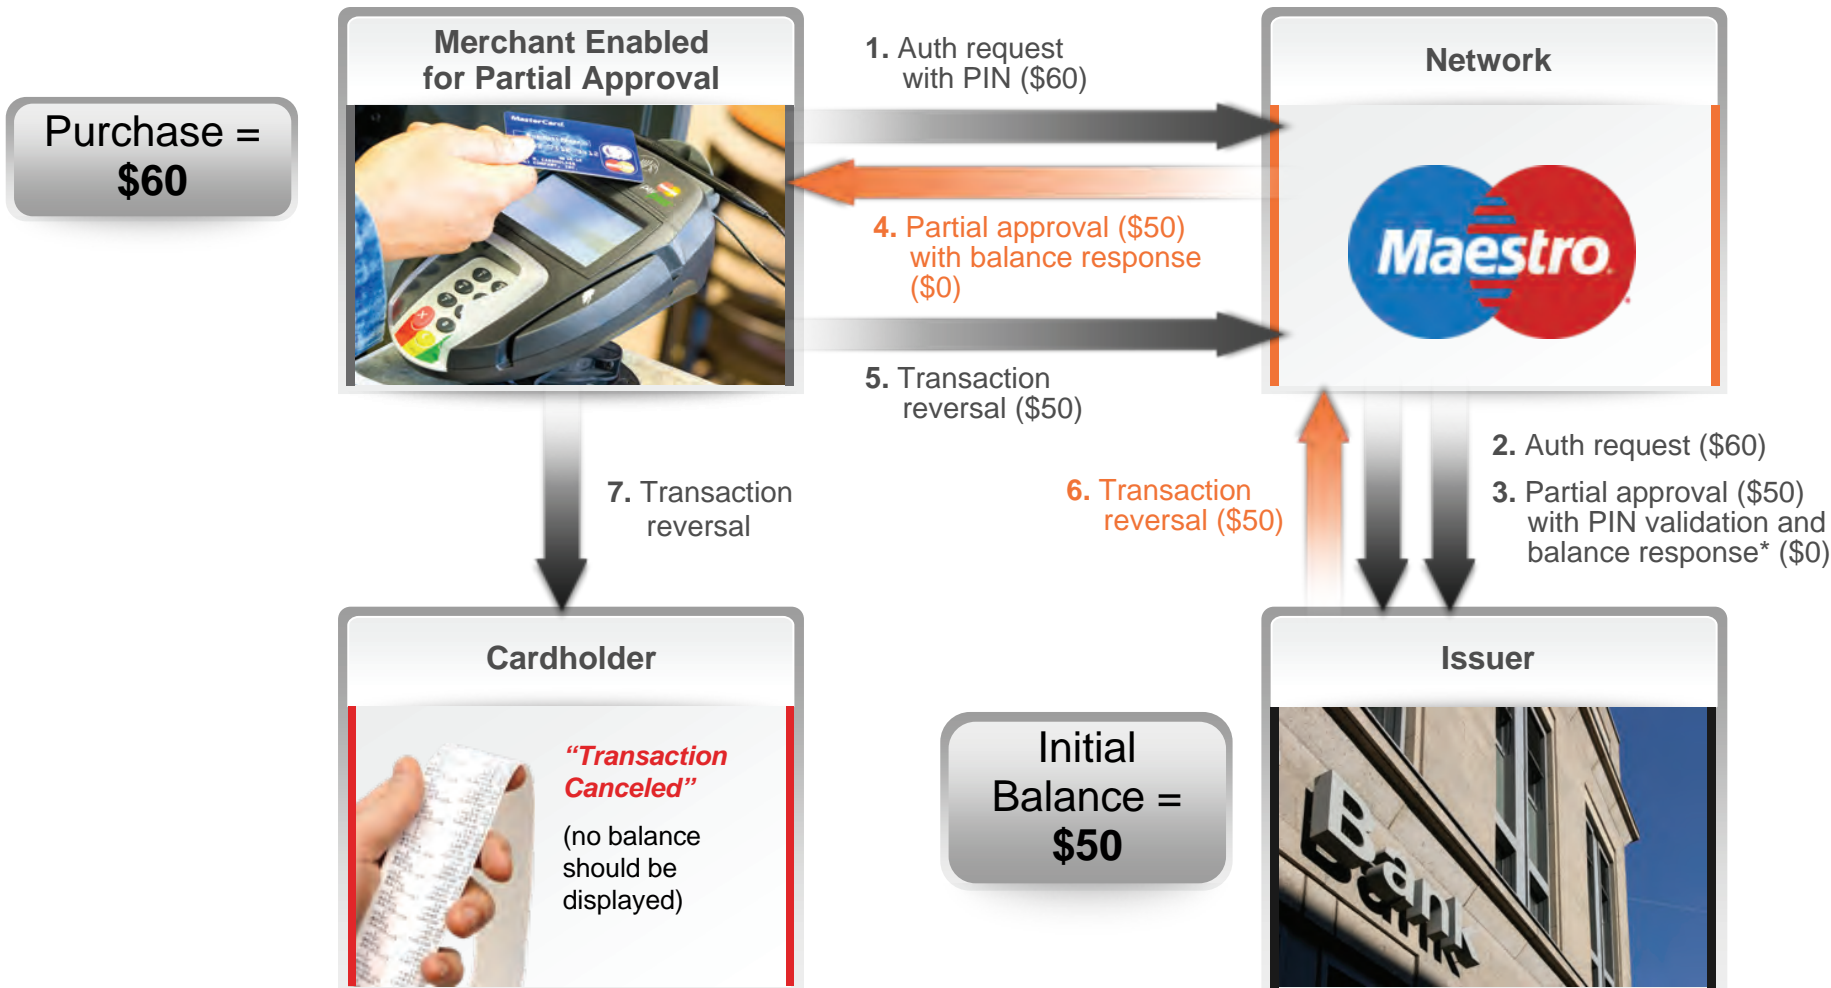 Merchant Enabled
for Partial Approval
1. Auth request
with PIN ($60)
Network
Purchase =
$60
MasterCard
4. Partial approval ($50)
with balance response
($0)
Maestro
5. Transaction
reversal ($50)
7. Transaction
reversal
6. Transaction
reversal ($50)
2. Auth request ($60)
3. Partial approval ($50)
with PIN validation and
balance response* ($0)
Cardholder
Issuer
“Transaction
Canceled”
(no balance
should be
displayed)
Initial
Balance =
$50
Bank